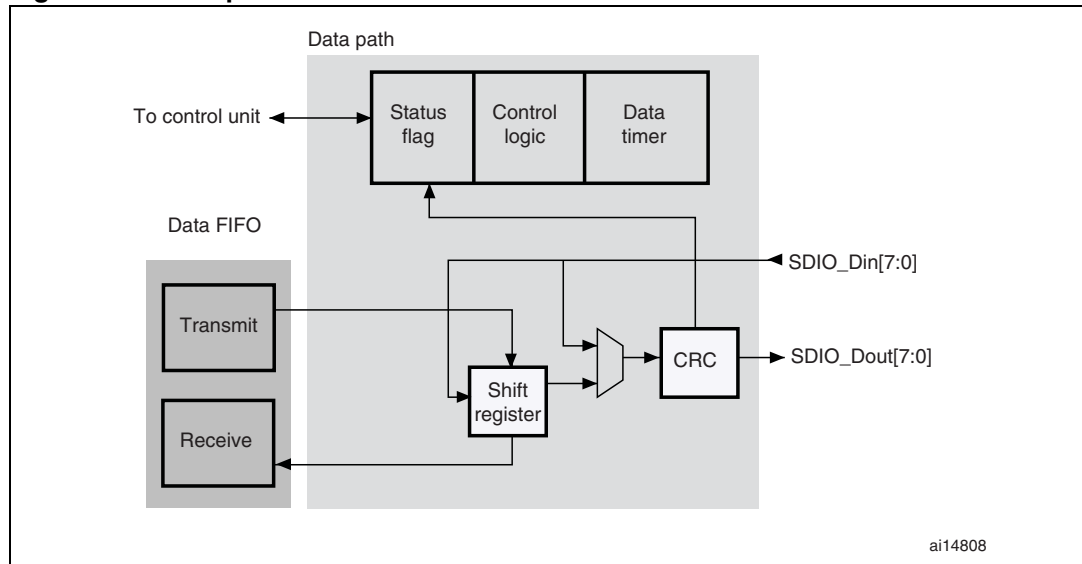 Data path
To control unit
Status
flag
Control
logic
Data
timer
Data FIFO
SDIO_Din[7:0]
Transmit
SDIO_Dout[7:0]
CRC
Shift
register
Receive
ai14808